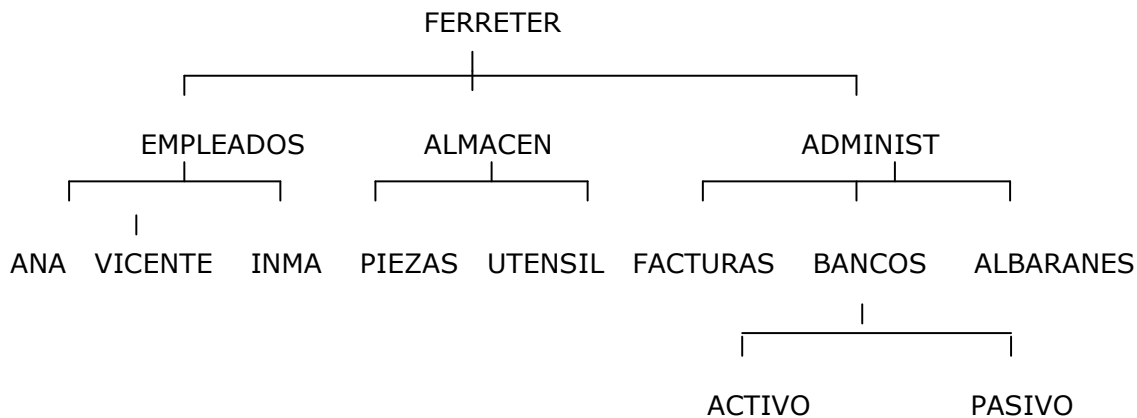 FERRETER
EMPLEADOS ALMACEN ADMINIST
ANA VICENTE INMA PIEZAS UTENSIL FACTURAS BANCOS ALBARANES
ACTIVO PASIVO